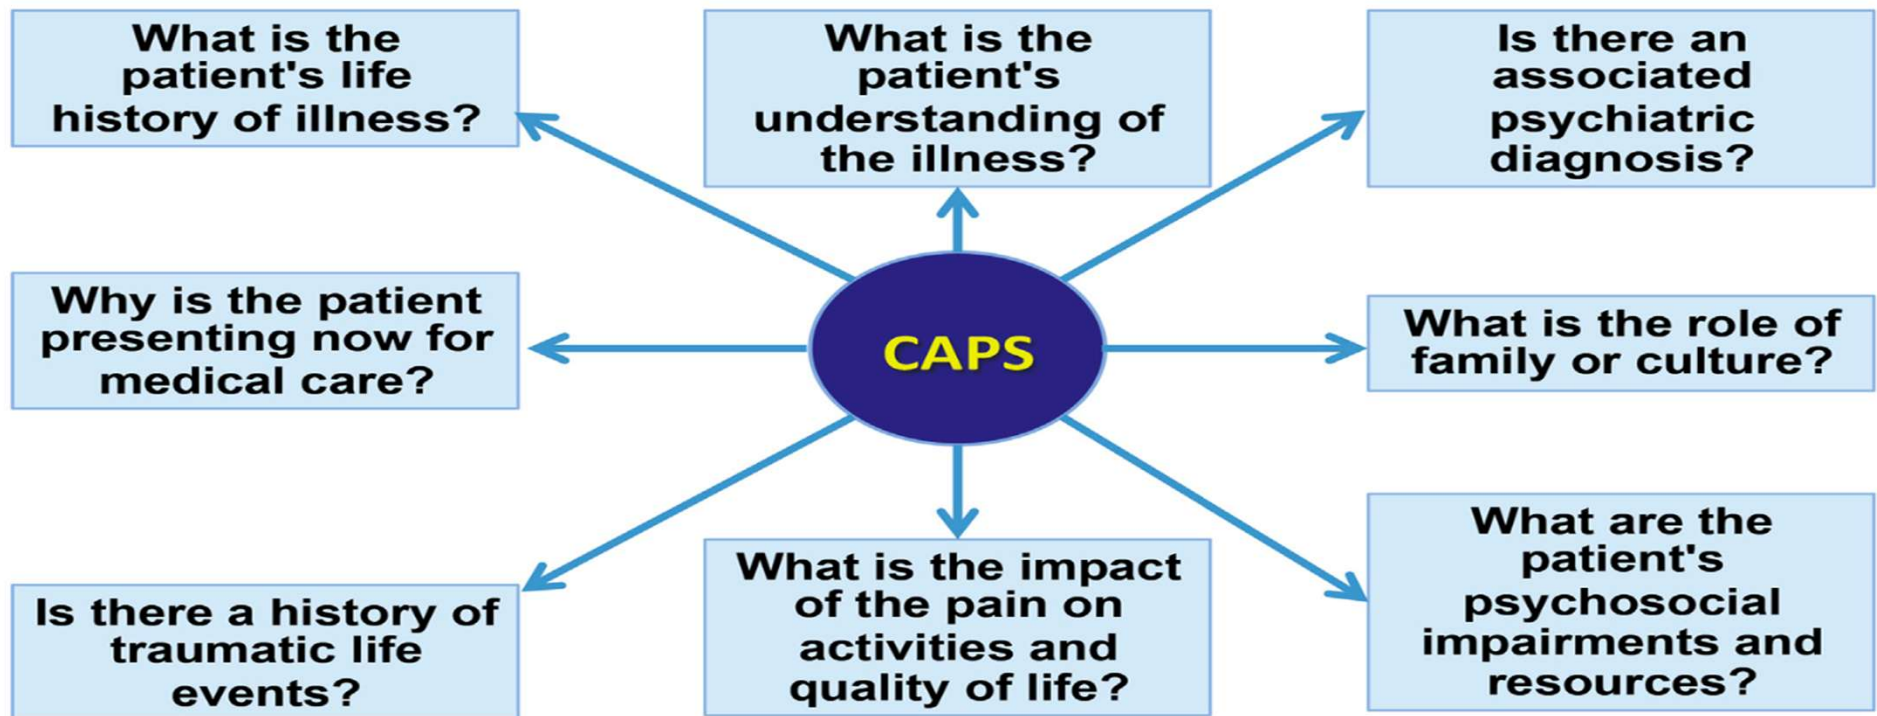 What is the
patient's life
history of illness?
What is the
patient's
understanding of
the illness?
Is there an
associated
psychiatric
diagnosis?
Why is the patient
presenting now for
medical care?
CAPS
What is the role of
family or culture?
Is there a history of
traumatic life
events?
What is the impact
of the pain on
activities and
quality of life?
What are the
patient's
psychosocial
impairments and
resources?